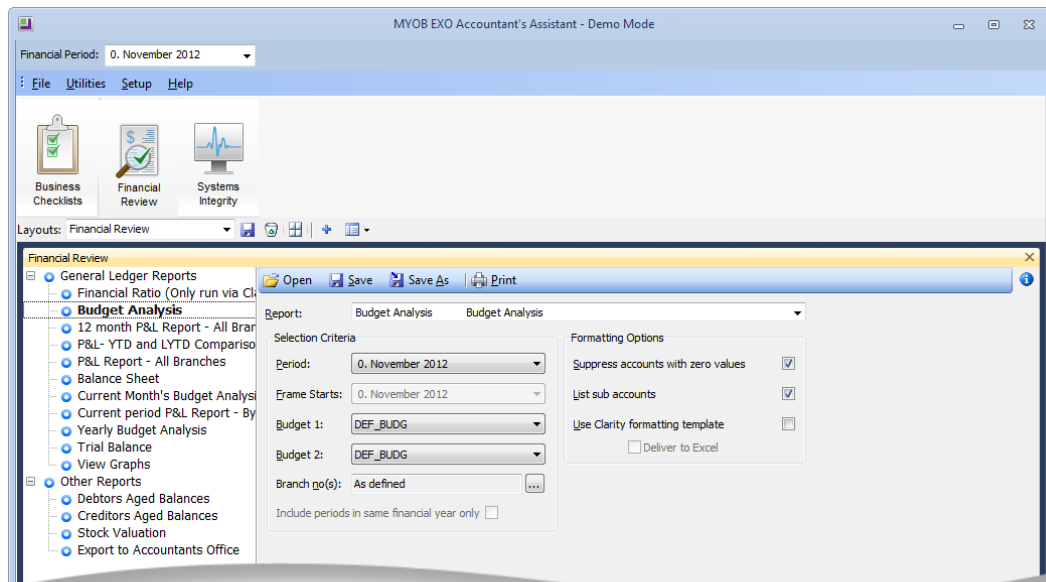 MYOB EXO Accountant's Assistant - Demo Mode
Financial Period: 0. November 2012
File Utilities Setup Help
Business Checklists
Financial Review
Systems Integrity
Layouts: Financial Review
Financial Review
General Ledger Reports
Financial Ratio (Only run via Cla
Budget Analysis
12 month P&L Report - All Bran
P&L- YTD and LYTD Compariso
P&L Report - All Branches
Balance Sheet
Current Month's Budget Analysi
Current period P&L Report - By
Yearly Budget Analysis
Trial Balance
View Graphs
Other Reports
Debtors Aged Balances
Creditors Aged Balances
Stock Valuation
Export to Accountants Office
Open Save Save As Print
Report: Budget Analysis Budget Analysis
Selection Criteria
Period: 0. November 2012
Frame Starts: 0. November 2012
Budget 1: DEF_BUDG
Budget 2: DEF_BUDG
Branch no(s): As defined ...
Include periods in same financial year only
Formatting Options
Suppress accounts with zero values
List sub accounts
Use Clarity formatting template
Deliver to Excel